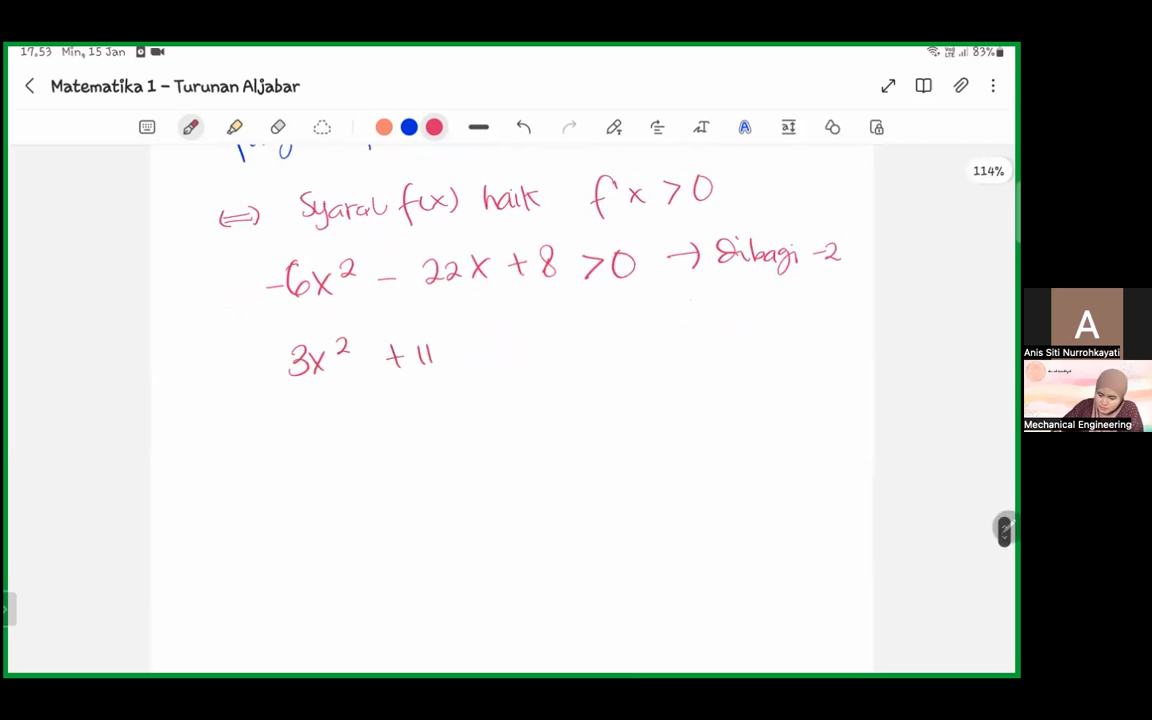 17.53 Min, 15 Jan
83%
Matematika 1 – Turunan Aljabar
114%
⇔ Syarat f(x) naik f'x > 0
-6x² - 22x + 8 > 0 → Dibagi -2
3x² + 11
A
Anis Siti Nurrohkayati
Mechanical Engineering